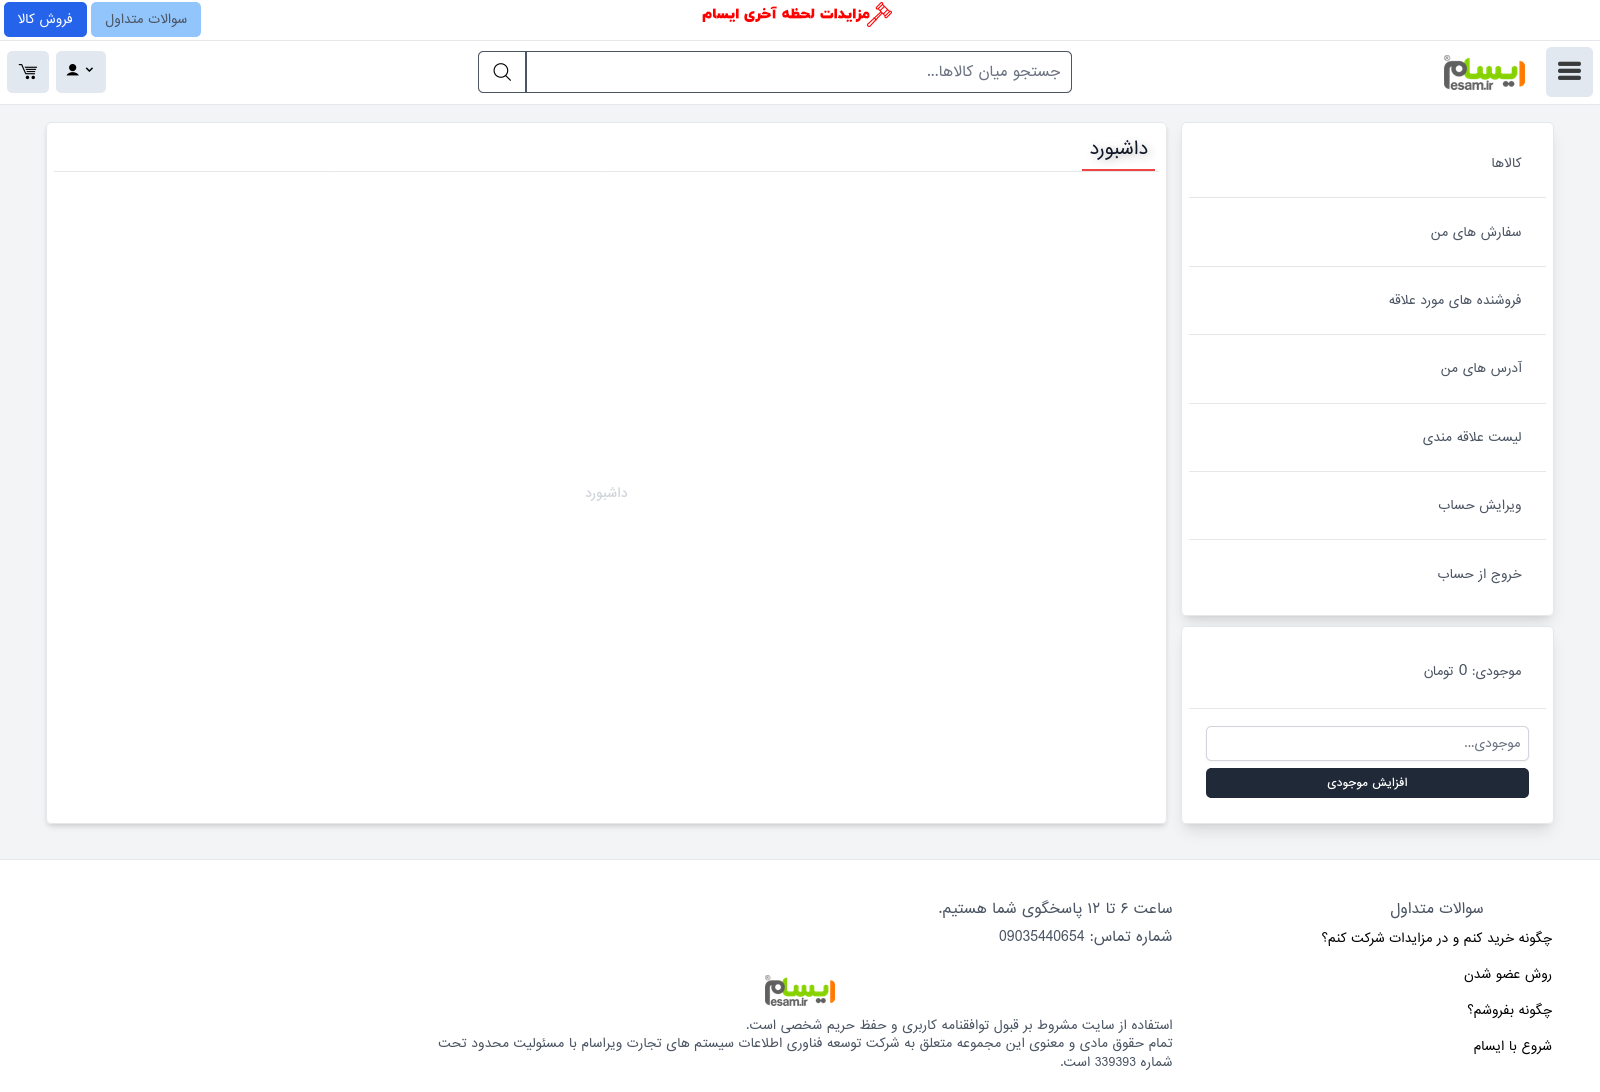 مزایدات لحظه آخری ایسام
سوالات متداول
فروش کالا
ایسام
esam.ir
جستجو میان کالاها...
کالاها
سفارش های من
فروشنده های مورد علاقه
آدرس های من
لیست علاقه مندی
ویرایش حساب
خروج از حساب
موجودی: 0 تومان
موجودی...
افزایش موجودی
داشبورد
داشبورد
سوالات متداول
چگونه خرید کنم و در مزایدات شرکت کنم؟
روش عضو شدن
چگونه بفروشم؟
شروع با ایسام
ساعت ۶ تا ۱۲ پاسخگوی شما هستیم.
شماره تماس: 09035440654
ایسام
esam.ir
استفاده از سایت مشروط بر قبول توافقنامه کاربری و حفظ حریم شخصی است.
تمام حقوق مادی و معنوی این مجموعه متعلق به شرکت توسعه فناوری اطلاعات سیستم های تجارت ویراسام با مسئولیت محدود تحت
شماره 339393 است.